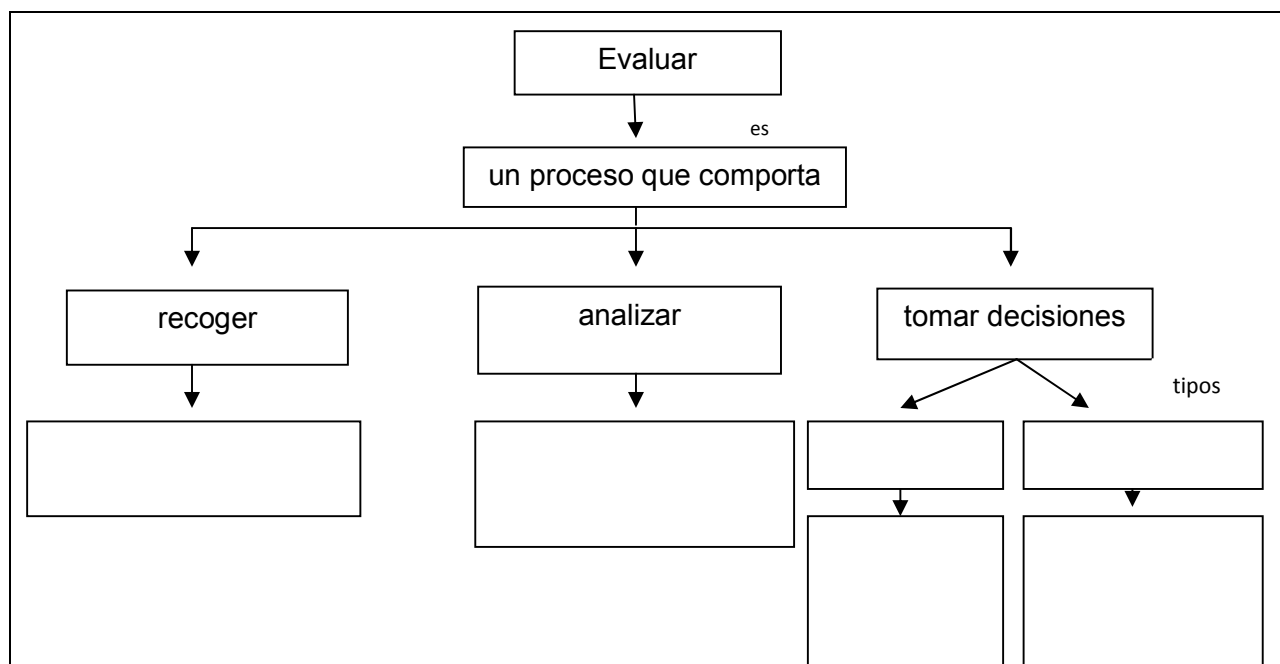 Evaluar
es
un proceso que comporta
recoger
analizar
tomar decisiones
tipos